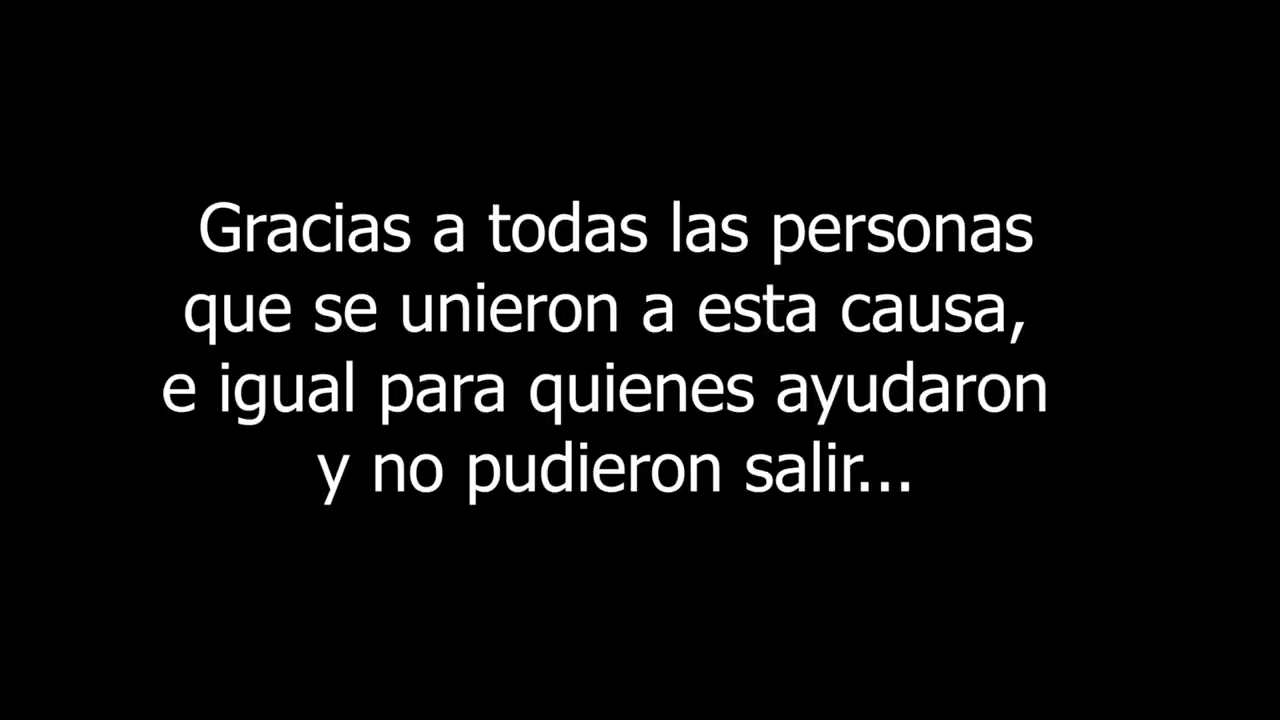 Gracias a todas las personas
que se unieron a esta causa,
e igual para quienes ayudaron
y no pudieron salir...